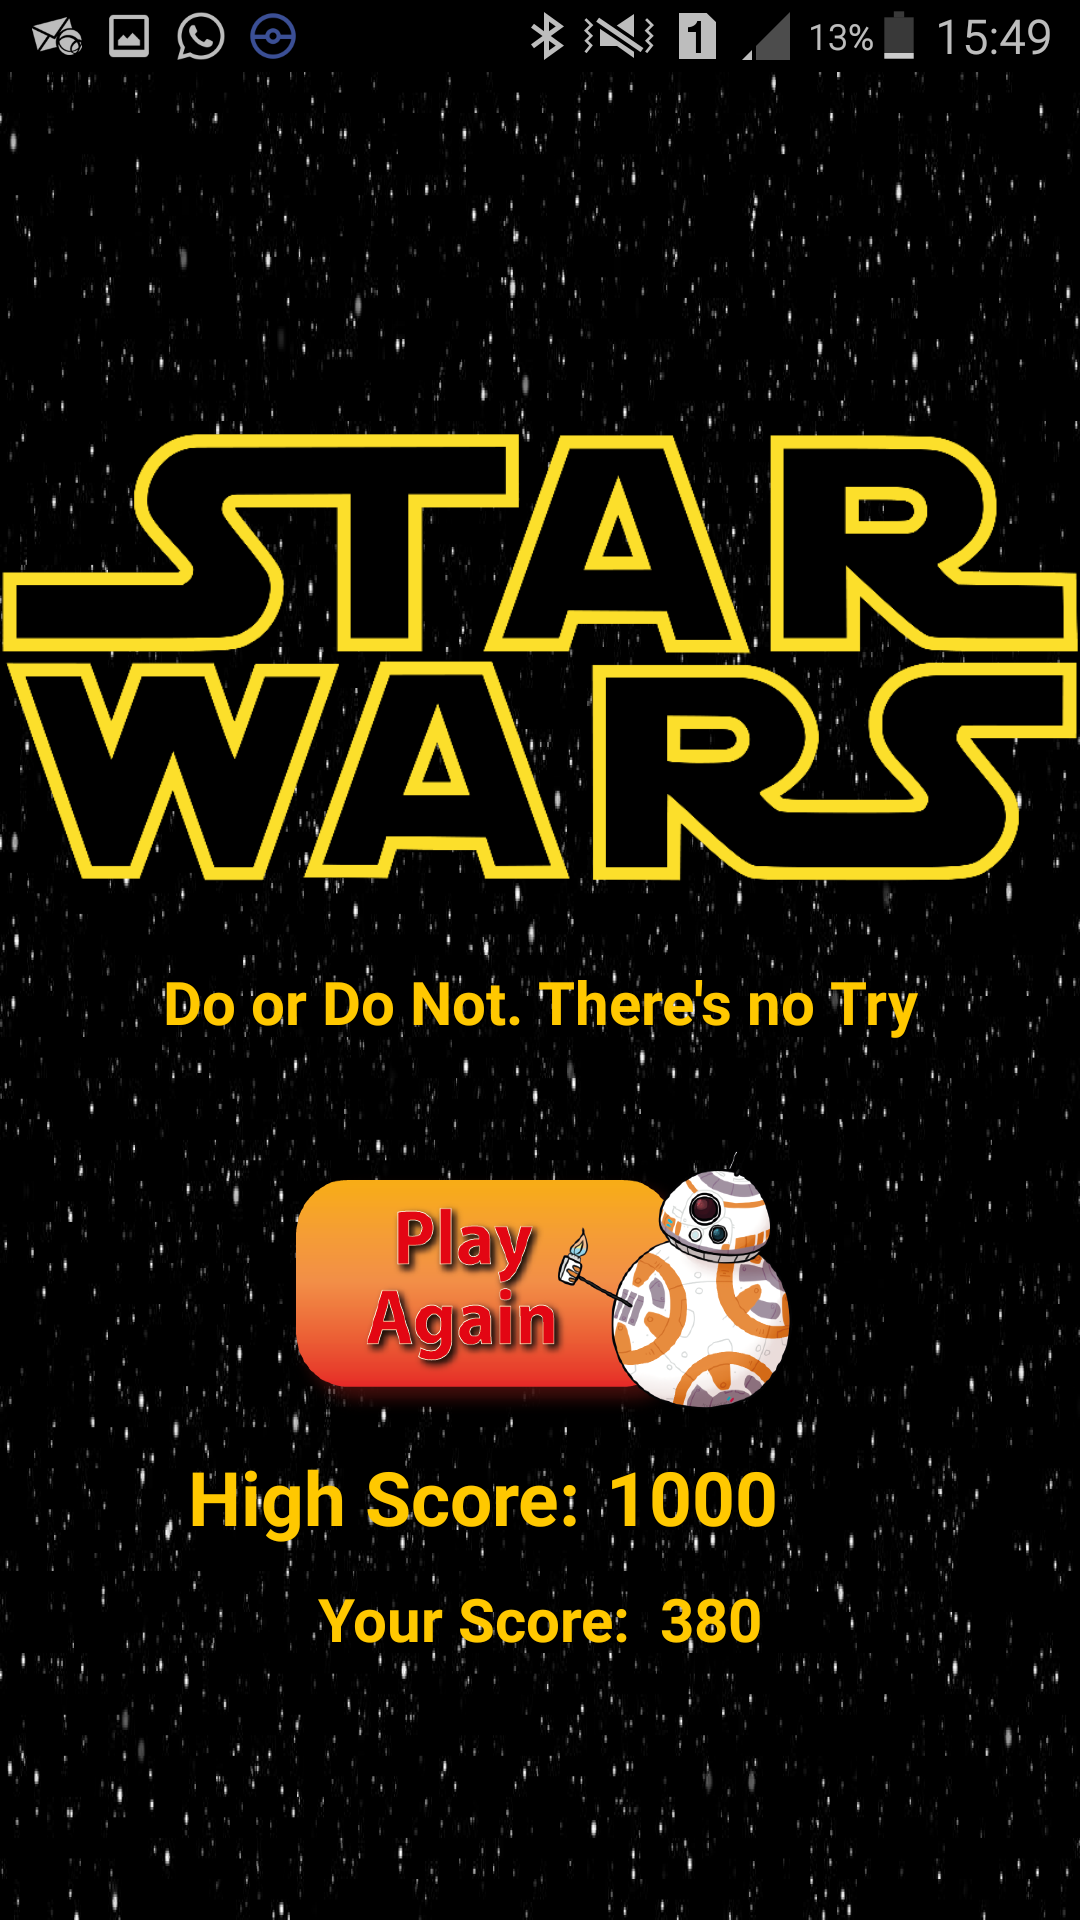 1 13% 15:49
STAR
WARS
Do or Do Not. There's no Try
Play
Again
High Score: 1000
Your Score: 380